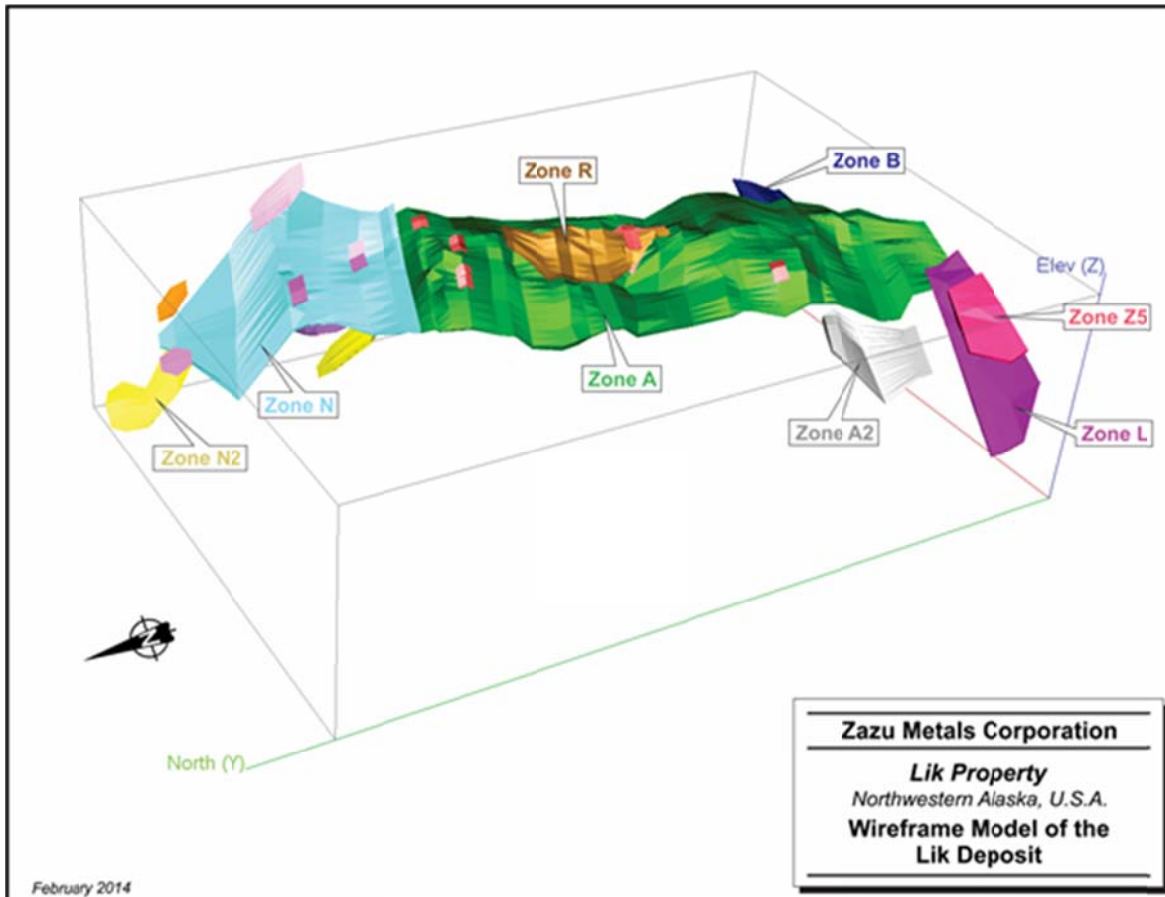 Zone R
Zone B
Elev (Z)
Zone Z5
Zone A
Zone N
Zone A2
Zone L
Zone N2
Z
North (Y)
Zazu Metals Corporation
Lik Property
Northwestern Alaska, U.S.A.
Wireframe Model of the
Lik Deposit
February 2014